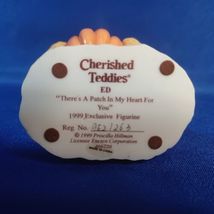 Cherished
Teddies®
ED
"There's A Patch In My Heart For
You"
1999 Exclusive Figurine
Reg. No.
© 1999 Priscilla Hillman
Licensee Enesco Corporation